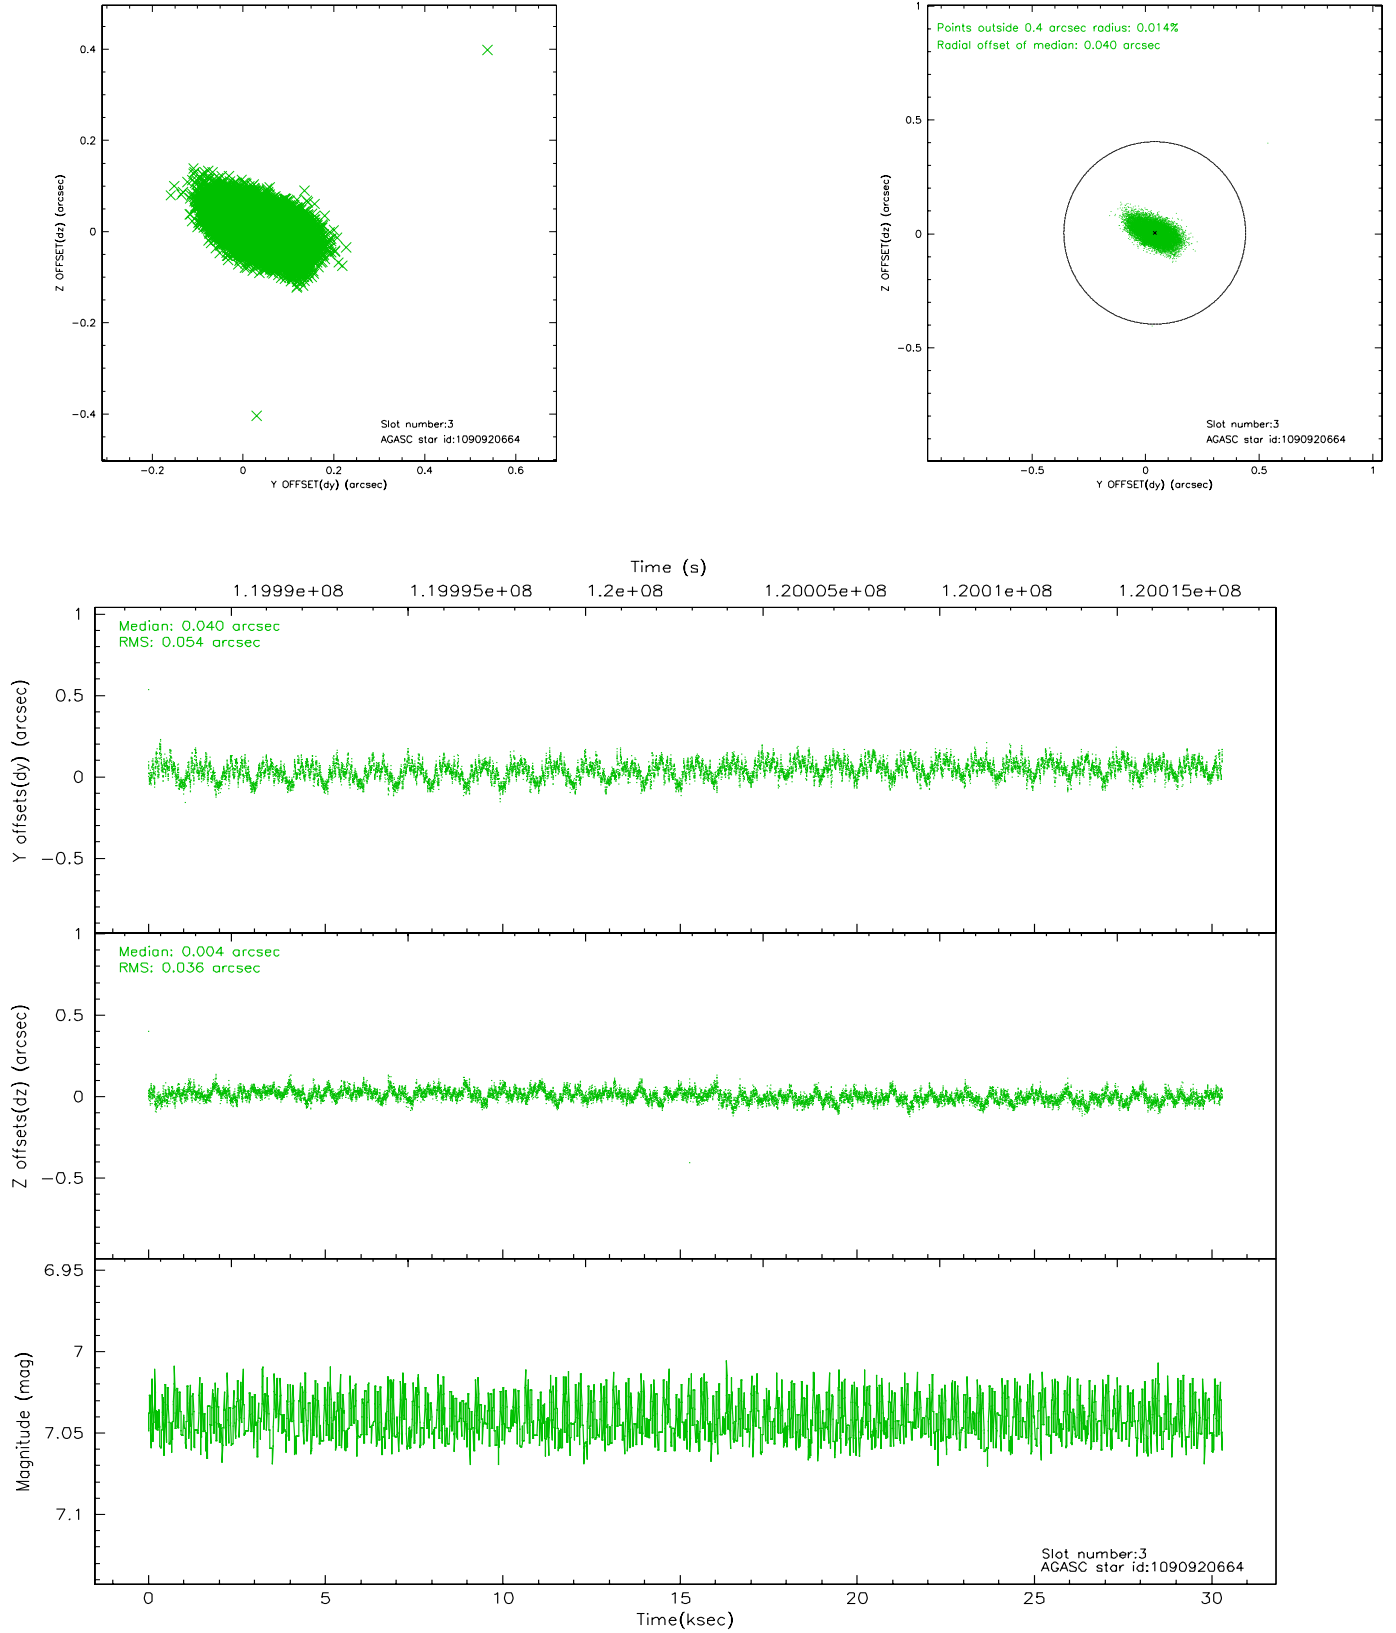 0.4
0.2
0
−0.2
−0.4
Z OFFSET(dz) (arcsec)
Slot number:3
AGASC star id:1090920664
−0.2 0 0.2 0.4 0.6
Y OFFSET(dy) (arcsec)
1
0.5
0
−0.5
Z OFFSET(dz) (arcsec)
Points outside 0.4 arcsec radius: 0.014%
Radial offset of median: 0.040 arcsec
Slot number:3
AGASC star id:1090920664
−0.5 0 0.5 1
Y OFFSET(dy) (arcsec)
Time (s)
1.1999e+08 1.19995e+08 1.2e+08 1.20005e+08 1.2001e+08 1.20015e+08
1
0.5
0
−0.5
Y offsets(dy) (arcsec)
Median: 0.040 arcsec
RMS: 0.054 arcsec
1
0.5
0
−0.5
Z offsets(dz) (arcsec)
Median: 0.004 arcsec
RMS: 0.036 arcsec
6.95
7
7.05
7.1
Magnitude (mag)
Slot number:3
AGASC star id:1090920664
0 5 10 15 20 25 30
Time(ksec)